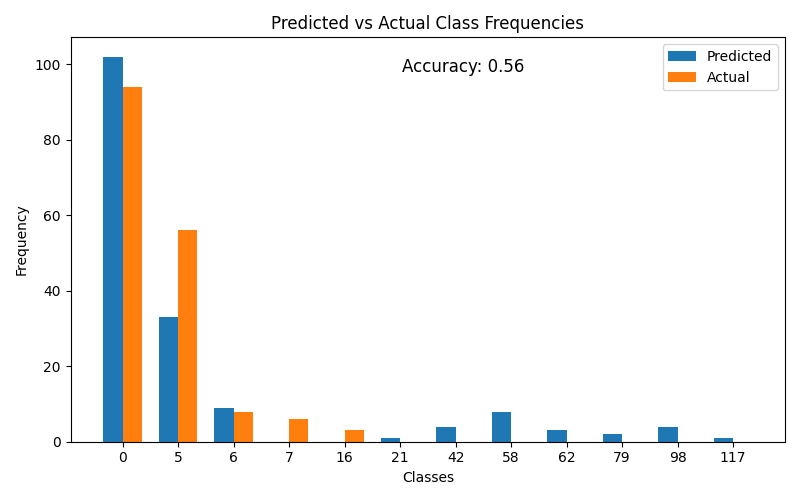 Predicted vs Actual Class Frequencies
Accuracy: 0.56
Predicted
Actual
Frequency
100
80
60
40
20
0
0 5 6 7 16 21 42 58 62 79 98 117
Classes